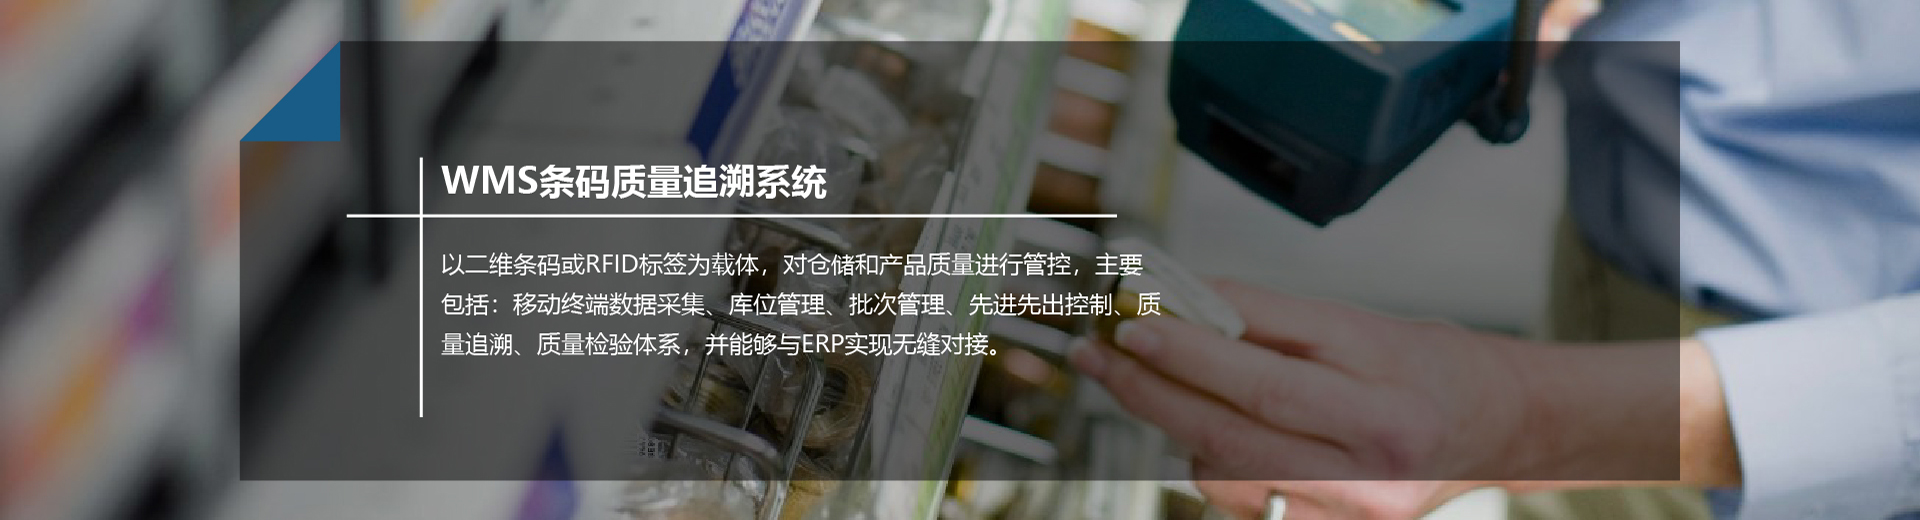 WMS条码质量追溯系统
以二维条码或RFID标签为载体，对仓储和产品质量进行管控，主要
包括：移动终端数据采集、库位管理、批次管理、先进先出控制、质
量追溯、质量检验体系，并能够与ERP实现无缝对接。